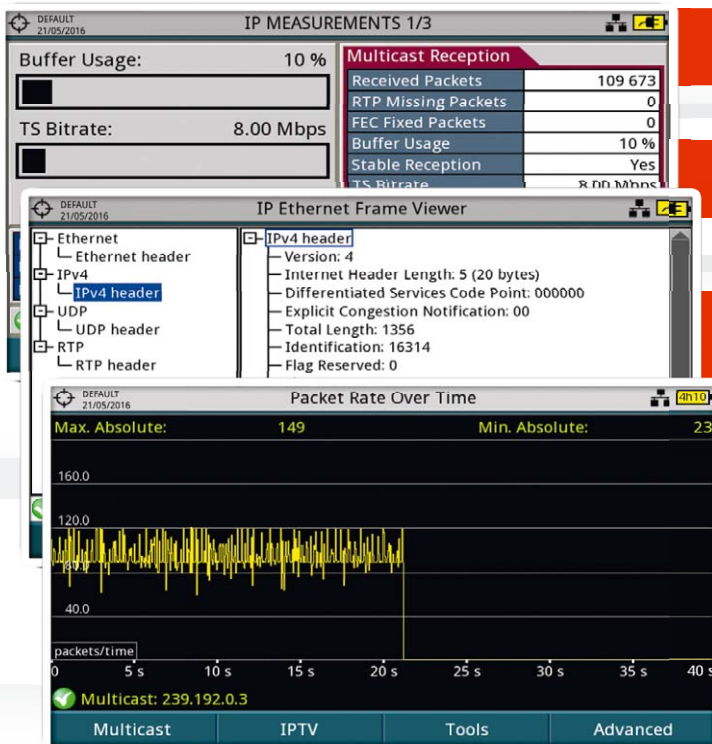 DEFAULT
21/05/2016
IP MEASUREMENTS 1/3
Buffer Usage: 10 %
TS Bitrate: 8.00 Mbps
Multicast Reception
Received Packets 109 673
RTP Missing Packets 0
FEC Fixed Packets 0
Buffer Usage 10 %
Stable Reception Yes
TS Bitrate 8.00 Mbps
DEFAULT
21/05/2016
IP Ethernet Frame Viewer
Ethernet
Ethernet header
IPv4
IPv4 header
UDP
UDP header
RTP
RTP header
IPv4 header
Version: 4
Internet Header Length: 5 (20 bytes)
Differentiated Services Code Point: 000000
Explicit Congestion Notification: 00
Total Length: 1356
Identification: 16314
Flag Reserved: 0
DEFAULT
21/05/2016
Packet Rate Over Time
4h10
Max. Absolute: 149 Min. Absolute: 23
160.0
120.0
80.0
40.0
packets/time
0 5 s 10 s 15 s 20 s 25 s 30 s 35 s 40 s
Multicast: 239.192.0.3
Multicast IPTV Tools Advanced